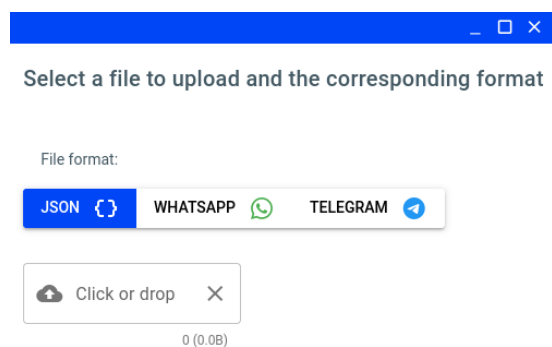 Select a file to upload and the corresponding format
File format:
JSON {} WHATSAPP TELEGRAM
Click or drop
0 (0.0B)